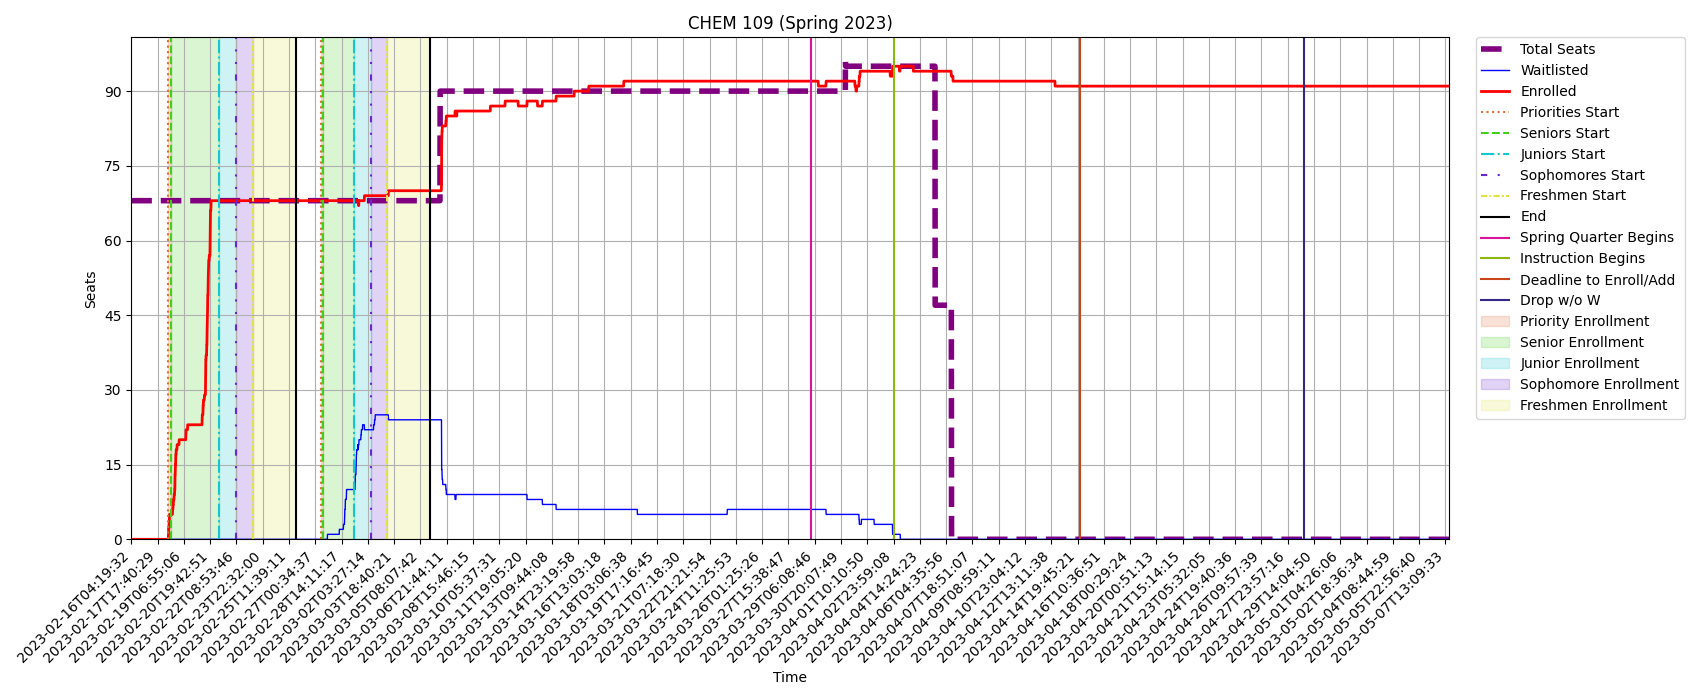 CHEM 109 (Spring 2023)
Seats
90
75
60
45
30
15
0
2023-02-16T04:19:32
2023-02-17T17:40:29
2023-02-19T06:55:06
2023-02-20T19:42:51
2023-02-22T08:53:46
2023-02-23T22:32:00
2023-02-25T11:39:11
2023-02-27T00:34:37
2023-02-28T14:11:17
2023-03-02T03:27:14
2023-03-03T18:40:21
2023-03-05T08:07:42
2023-03-06T21:44:11
2023-03-08T15:46:15
2023-03-10T05:37:31
2023-03-11T19:05:20
2023-03-13T09:44:08
2023-03-14T23:19:58
2023-03-16T13:03:18
2023-03-18T03:06:38
2023-03-19T17:16:45
2023-03-21T07:18:30
2023-03-22T21:21:54
2023-03-24T11:25:53
2023-03-26T01:25:26
2023-03-27T15:38:47
2023-03-29T06:08:46
2023-03-30T20:07:49
2023-04-01T10:10:50
2023-04-02T23:59:08
2023-04-04T14:24:23
2023-04-06T04:35:56
2023-04-07T18:51:07
2023-04-09T08:59:11
2023-04-10T23:04:12
2023-04-12T13:11:38
2023-04-14T19:45:21
2023-04-16T10:36:51
2023-04-18T00:29:24
2023-04-20T00:51:13
2023-04-21T15:14:15
2023-04-23T05:32:05
2023-04-24T19:40:36
2023-04-26T09:57:39
2023-04-27T23:57:16
2023-04-29T14:04:50
2023-05-01T04:26:06
2023-05-02T18:36:34
2023-05-04T08:44:59
2023-05-05T22:56:40
2023-05-07T13:09:33
Time
Total Seats
Waitlisted
Enrolled
Priorities Start
Seniors Start
Juniors Start
Sophomores Start
Freshmen Start
End
Spring Quarter Begins
Instruction Begins
Deadline to Enroll/Add
Drop w/o W
Priority Enrollment
Senior Enrollment
Junior Enrollment
Sophomore Enrollment
Freshmen Enrollment